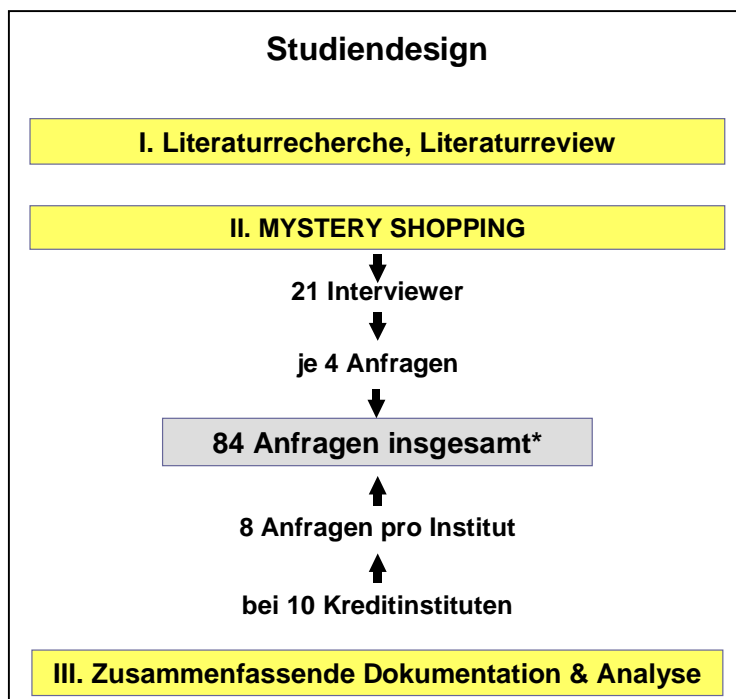 Studiendesign
I. Literaturrecherche, Literaturreview
II. MYSTERY SHOPPING
21 Interviewer
je 4 Anfragen
84 Anfragen insgesamt*
8 Anfragen pro Institut
bei 10 Kreditinstituten
III. Zusammenfassende Dokumentation & Analyse